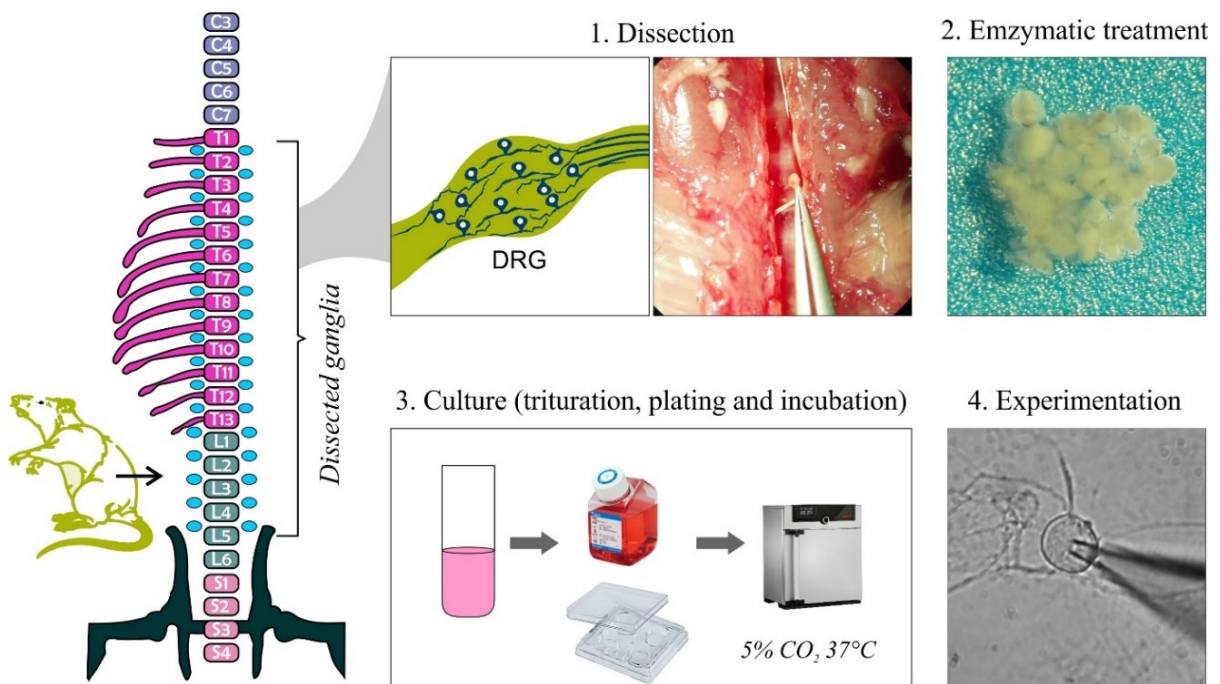 C3
C4
C5
C6
C7
T1
T2
T3
T4
T5
T6
T7
T8
T9
T10
T11
T12
T13
L1
L2
L3
L4
L5
L6
S1
S2
S3
S4
Dissected ganglia
1. Dissection
DRG
2. Emzymatic treatment
3. Culture (trituration, plating and incubation)
5% CO₂ 37°C
4. Experimentation